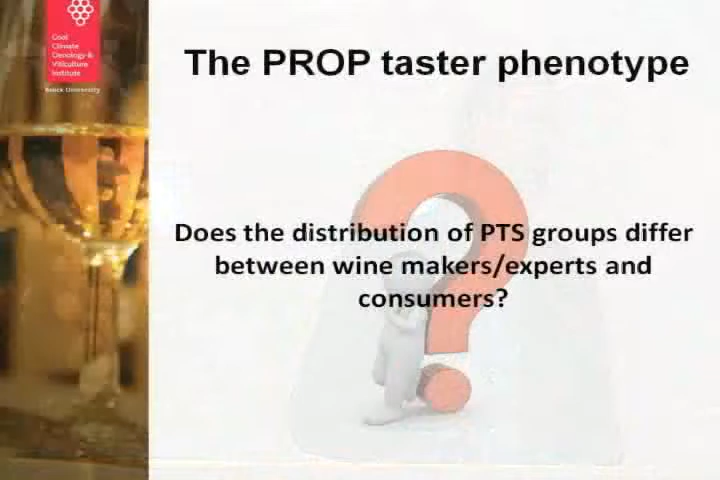 Cool
Climate
Oenology &
Viticulture
Institute
Brock University
The PROP taster phenotype
Does the distribution of PTS groups differ
between wine makers/experts and
consumers?